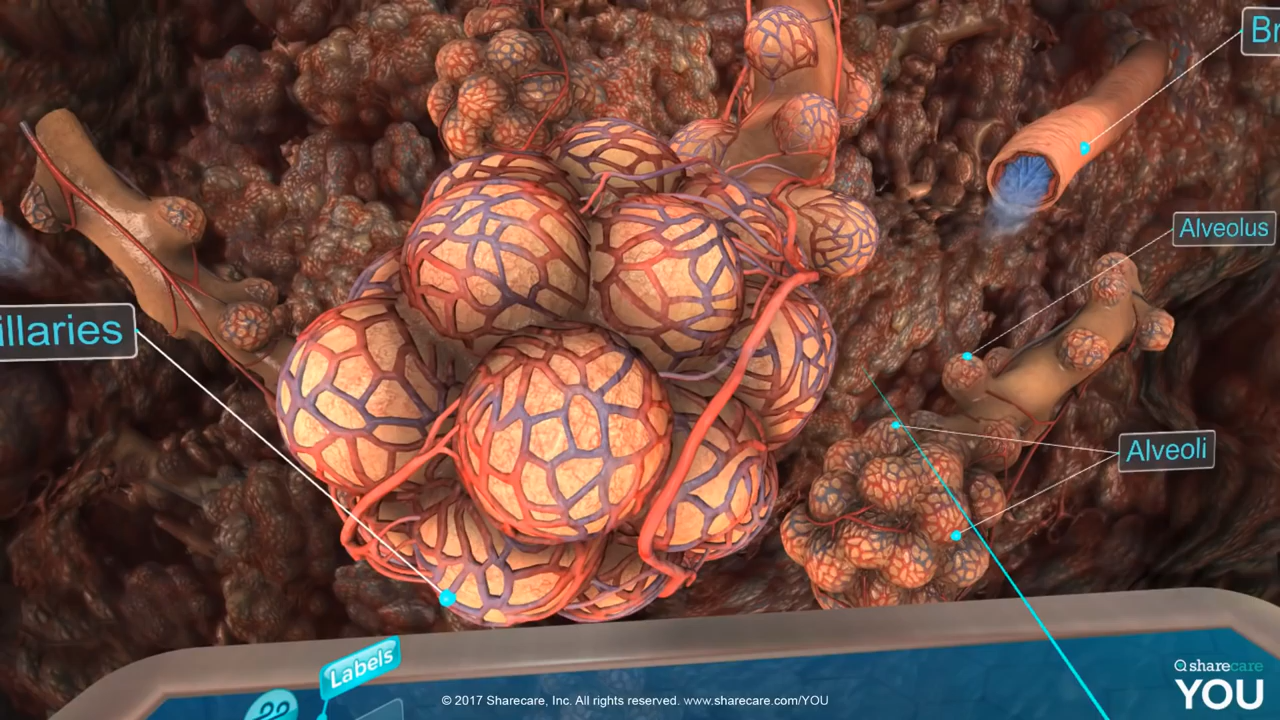 Br
Alveolus
illaries
Alveoli
Labels
© 2017 Sharecare, Inc. All rights reserved. www.sharecare.com/YOU
sharecare
YOU